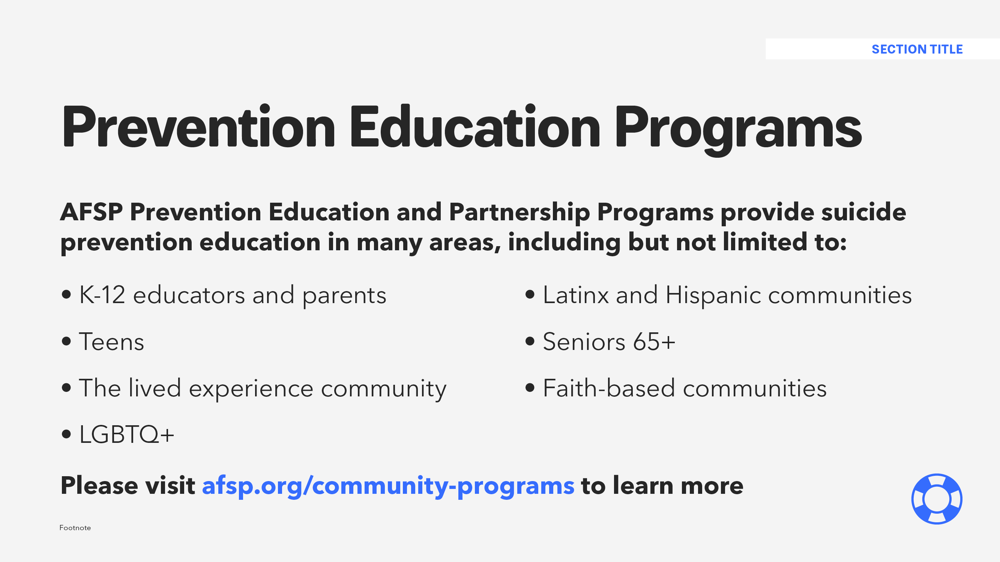 SECTION TITLE
Prevention Education Programs
AFSP Prevention Education and Partnership Programs provide suicide
prevention education in many areas, including but not limited to:
• K-12 educators and parents
• Teens
• The lived experience community
• LGBTQ+
• Latinx and Hispanic communities
• Seniors 65+
• Faith-based communities
Please visit afsp.org/community-programs to learn more
Footnote